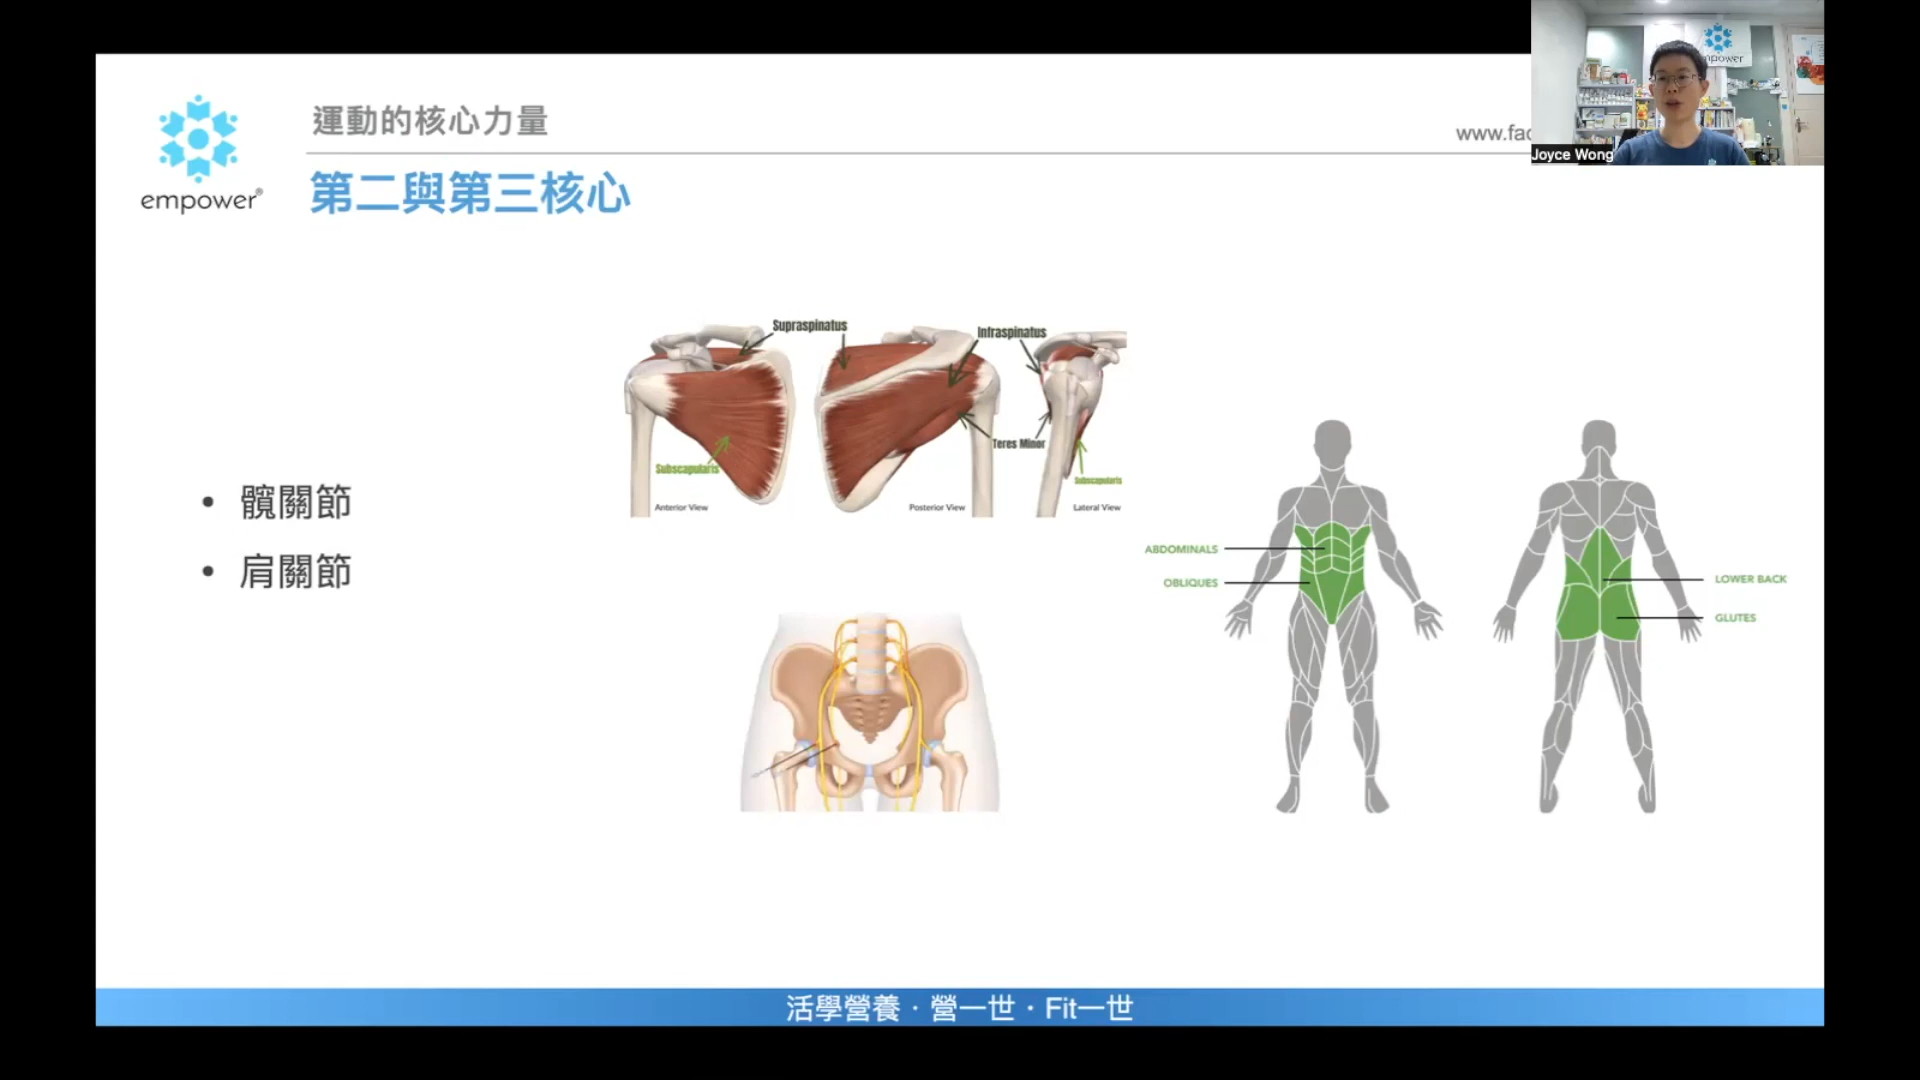 empower
運動的核心力量
www.fac
Joyce Wong
empower®
第二與第三核心
Supraspinatus
Infraspinatus
Teres Minor
Subscapularis
Subscapularis
Anterior View
Posterior View
Lateral View
• 髖關節
• 肩關節
ABDOMINALS
OBLIQUES
LOWER BACK
GLUTES
活學營養 · 營一世 · Fit一世